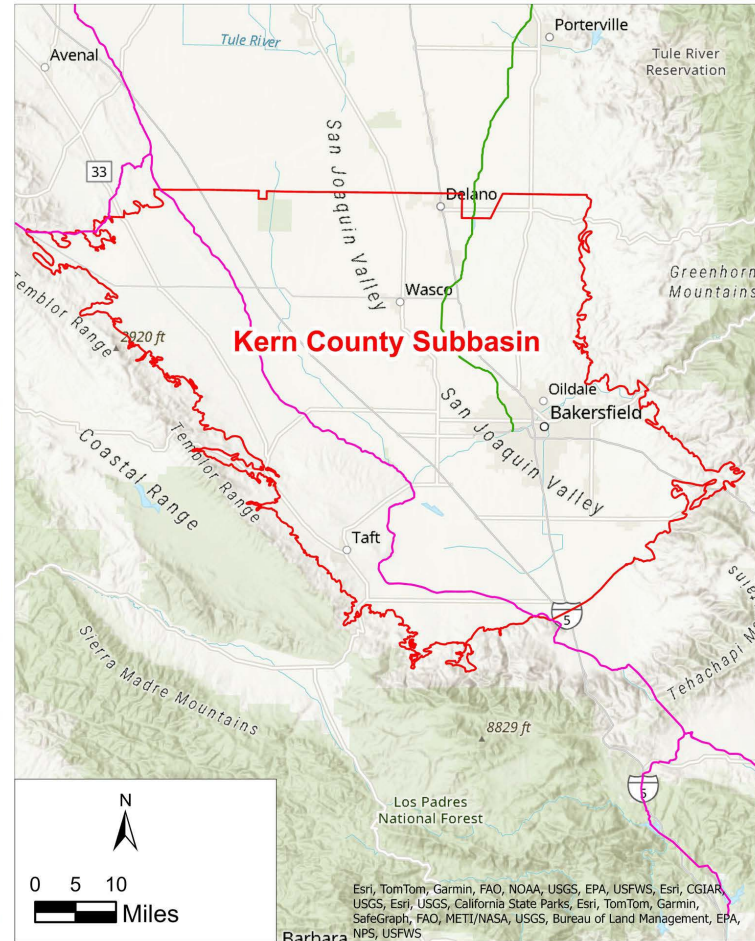 Porterville
Avenal
Tule River
Tule River
Reservation
33
San Joaquin Valley
Delano
Greenhorn
Mountains
Wasco
Temblor Range
2920 ft
Kern County Subbasin
Oildale
Bakersfield
San Joaquin Valley
Coastal Range
Temblor Range
Taft
5
Tehachapi M
Sierra Madre Mountains
8829 ft
5
Los Padres
National Forest
N
0 5 10
Miles
Barbara
Esri, TomTom, Garmin, FAO, NOAA, USGS, EPA, USFWS, Esri, CGIAR,
USGS, Esri, USGS, California State Parks, Esri, TomTom, Garmin,
SafeGraph, FAO, METI/NASA, USGS, Bureau of Land Management, EPA,
NPS, USFWS